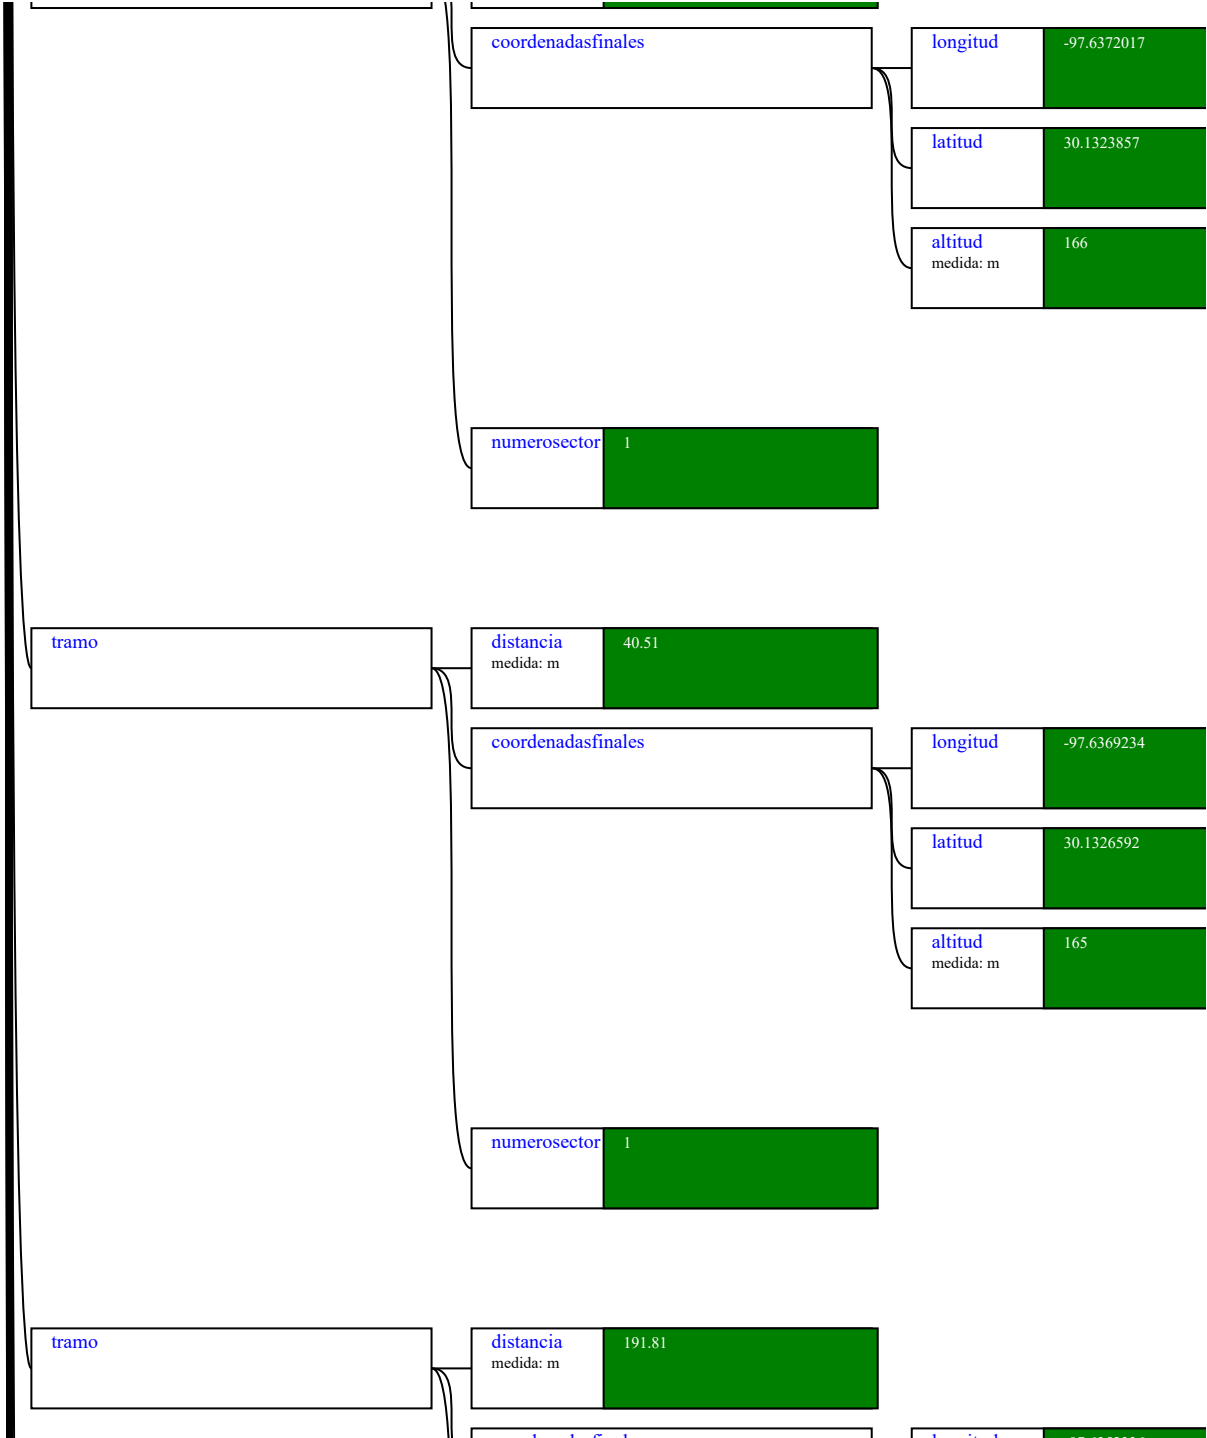 coordenadasfinales
longitud
-97.6372017
latitud
30.1323857
altitud
166
medida: m
numerosector
1
tramo
distancia
40.51
medida: m
coordenadasfinales
longitud
-97.6369234
latitud
30.1326592
altitud
165
medida: m
numerosector
1
tramo
distancia
191.81
medida: m